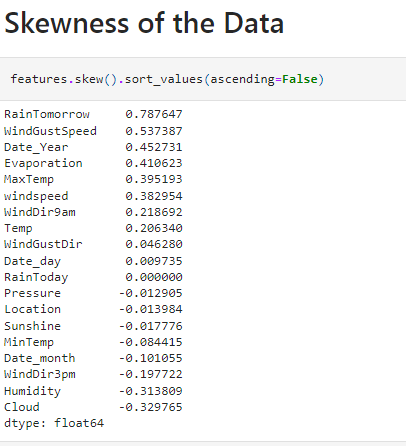 Skewness of the Data
features.skew().sort_values(ascending=False)
RainTomorrow 0.787647
WindGustSpeed 0.537387
Date_Year 0.452731
Evaporation 0.410623
MaxTemp 0.395193
windspeed 0.382954
WindDir9am 0.218692
Temp 0.206340
WindGustDir 0.046280
Date_day 0.009735
RainToday 0.000000
Pressure -0.012905
Location -0.013984
Sunshine -0.017776
MinTemp -0.084415
Date_month -0.101055
WindDir3pm -0.197722
Humidity -0.313809
Cloud -0.329765
dtype: float64